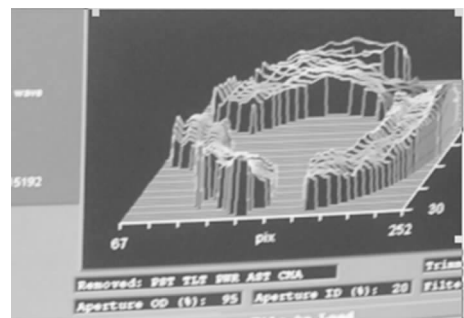 wave
5192
30
67 pix 252
Removed: PST TLT PWR AST CMA
Trimm
Aperture OD (%): 95 Aperture ID (%): 20 Filte